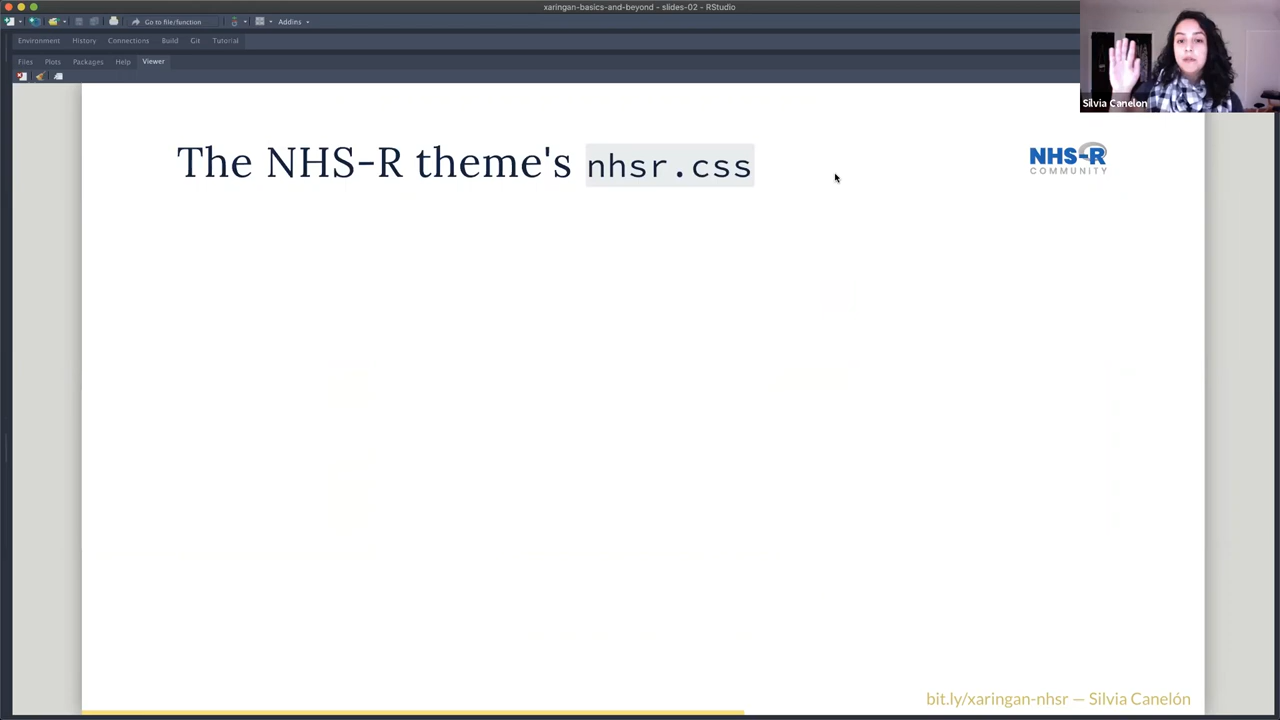 xaringan-basics-and-beyond - slides-02 - RStudio
Go to file/function
Addins
Environment History Connections Build Git Tutorial
Files Plots Packages Help Viewer
Silvia Canelon
The NHS-R theme's nhsr.css
NHS-R
COMMUNITY
bit.ly/xaringan-nhsr — Silvia Canelón